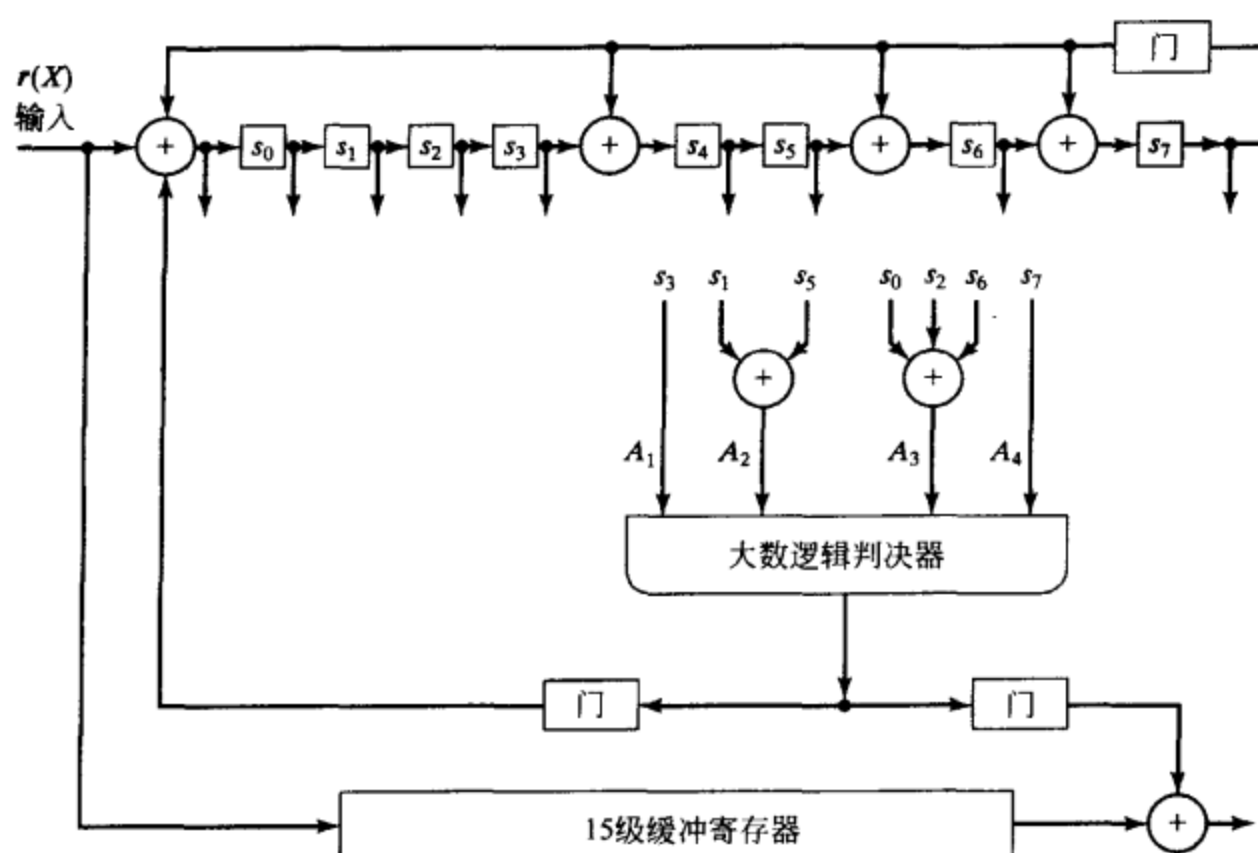 门
r(X)
输入
+ s₀ s₁ s₂ s₃ + s₄ s₅ + s₆ + s₇
s₃ s₁ s₅ s₀ s₂ s₆ s₇
+ +
A₁ A₂ A₃ A₄
大数逻辑判决器
门 门
15级缓冲寄存器 +